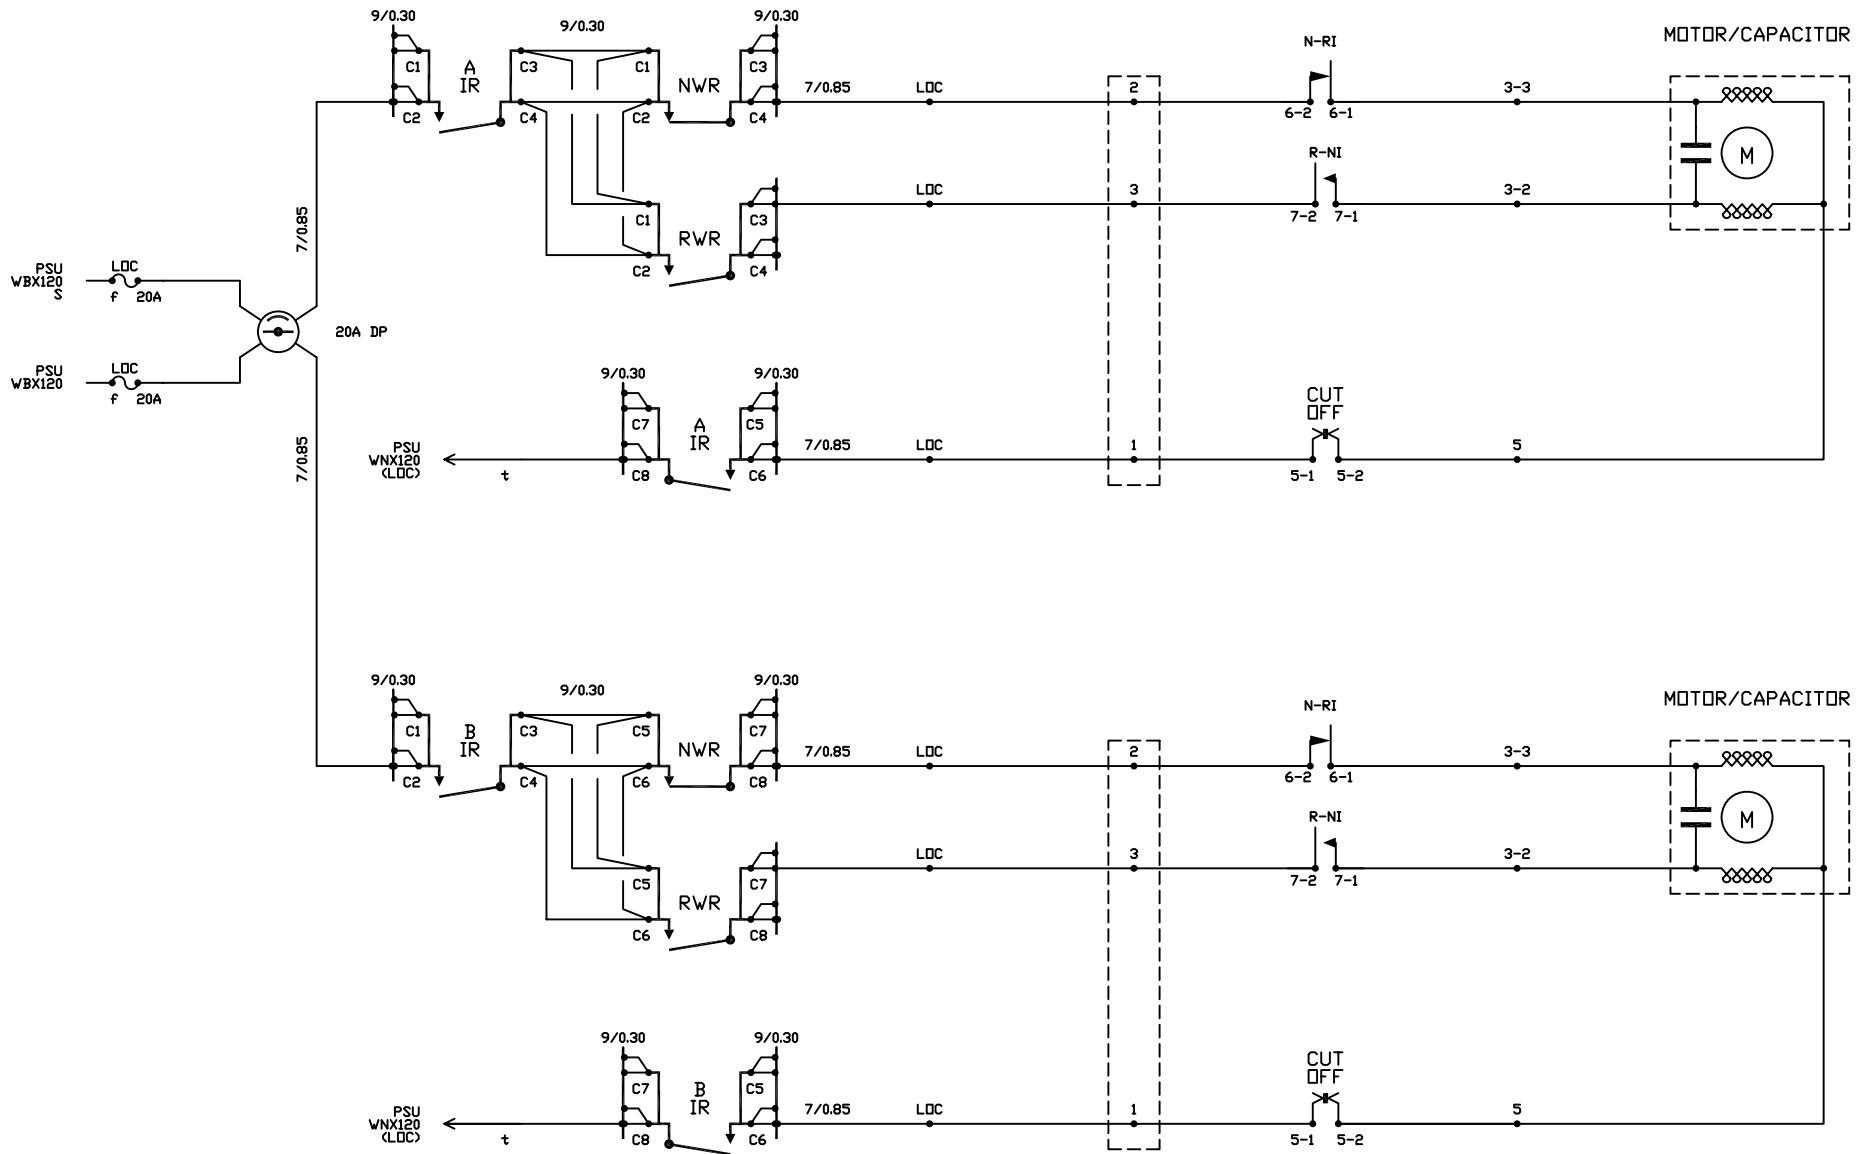 9/0.30
9/0.30
9/0.30
MOTOR/CAPACITOR
N-RI
C1
A
IR
C3
C1
NWR
C3
7/0.85
LOC
2
6-2
6-1
3-3
C2
C4
C2
C4
M
R-NI
LOC
3
7-2
7-1
3-2
C1
RWR
C3
C2
C4
7/0.85
PSU
WBX120
S
LOC
f 20A
20A DP
PSU
WBX120
LOC
f 20A
9/0.30
9/0.30
CUT
OFF
C7
A
IR
C5
7/0.85
7/0.85
LOC
1
5
PSU
WNX120
(LOC)
t
C8
C6
5-1
5-2
9/0.30
9/0.30
9/0.30
MOTOR/CAPACITOR
N-RI
C1
B
IR
C3
C5
NWR
C7
7/0.85
LOC
2
6-2
6-1
3-3
C2
C4
C6
C8
M
R-NI
LOC
3
7-2
7-1
3-2
C5
RWR
C7
C6
C8
9/0.30
9/0.30
CUT
OFF
C7
B
IR
C5
7/0.85
LOC
1
5
PSU
WNX120
(LOC)
t
C8
C6
5-1
5-2